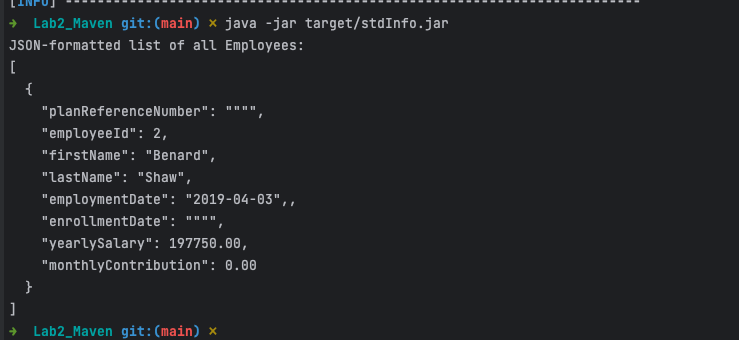 [INFO] ------------------------------------------------------------------------
➜  Lab2_Maven git:(main) ✗ java -jar target/stdInfo.jar
JSON-formatted list of all Employees:
[
  {
    "planReferenceNumber": """",
    "employeeId": 2,
    "firstName": "Benard",
    "lastName": "Shaw",
    "employmentDate": "2019-04-03",,
    "enrollmentDate": """",
    "yearlySalary": 197750.00,
    "monthlyContribution": 0.00
  }
]
➜  Lab2_Maven git:(main) ✗